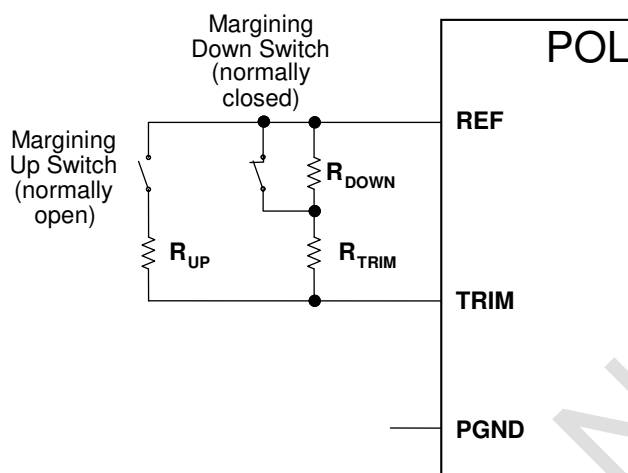 Margining
Down Switch
(normally
closed)
POL
REF
Margining
Up Switch
(normally
open)
RDOWN
RUP
RTRIM
TRIM
PGND